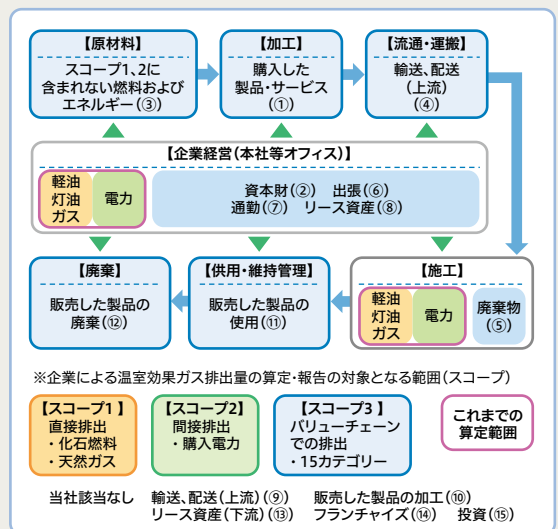 【原材料】
スコープ1、2に
含まれない燃料および
エネルギー(③)
【加工】
購入した
製品・サービス
(①)
【流通・運搬】
輸送、配送
(上流)
(④)
【企業経営(本社等オフィス)】
軽油
灯油
ガス
電力
資本財(②) 出張(⑥)
通勤(⑦) リース資産(⑧)
【廃棄】
販売した製品の
廃棄(⑫)
【供用・維持管理】
販売した製品の
使用(⑪)
【施工】
軽油
灯油
ガス
電力
廃棄物
(⑤)
※企業による温室効果ガス排出量の算定・報告の対象となる範囲(スコープ)
【スコープ1】
直接排出
・化石燃料
・天然ガス
【スコープ2】
間接排出
・購入電力
【スコープ3】
バリューチェーン
での排出
・15カテゴリー
これまでの
算定範囲
当社該当なし 輸送、配送(上流)(⑨) 販売した製品の加工(⑩)
リース資産(下流)(⑬) フランチャイズ(⑭) 投資(⑮)